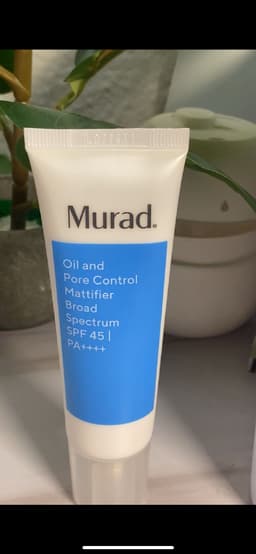 Murad.
Oil and
Pore Control
Mattifier
Broad
Spectrum
SPF 45 |
PA++++